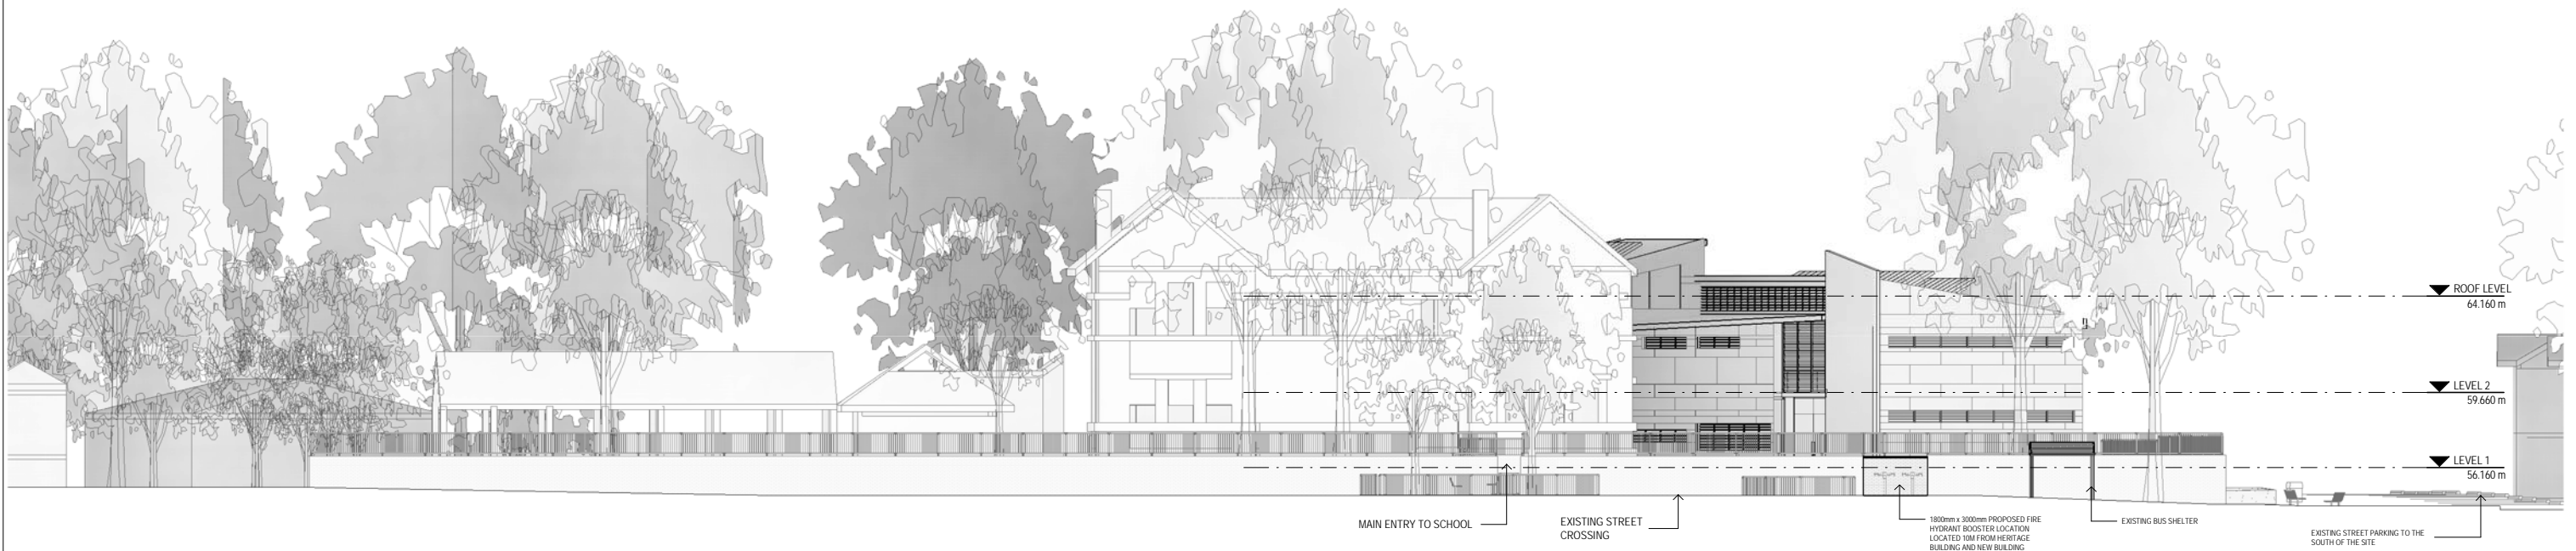 ROOF LEVEL
64.160 m
LEVEL 2
59.660 m
LEVEL 1
56.160 m
MAIN ENTRY TO SCHOOL
EXISTING STREET
CROSSING
1800mm x 3000mm PROPOSED FIRE
HYDRANT BOOSTER LOCATION
LOCATED 10M FROM HERITAGE
BUILDING AND NEW BUILDING
EXISTING BUS SHELTER
EXISTING STREET PARKING TO THE
SOUTH OF THE SITE